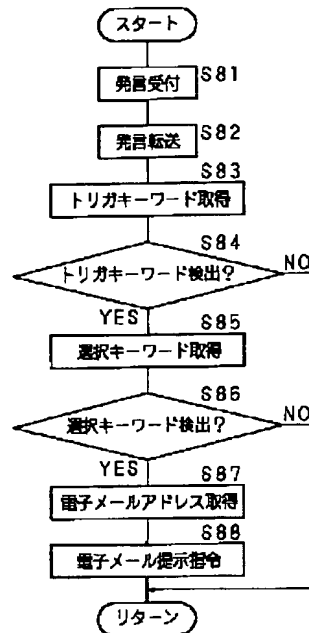 スタート
S81
発言受付
S82
発言転送
S83
トリガキーワード取得
S84
トリガキーワード検出？
NO
YES
S85
選択キーワード取得
S86
選択キーワード検出？
NO
YES
S87
電子メールアドレス取得
S88
電子メール提示指令
リターン